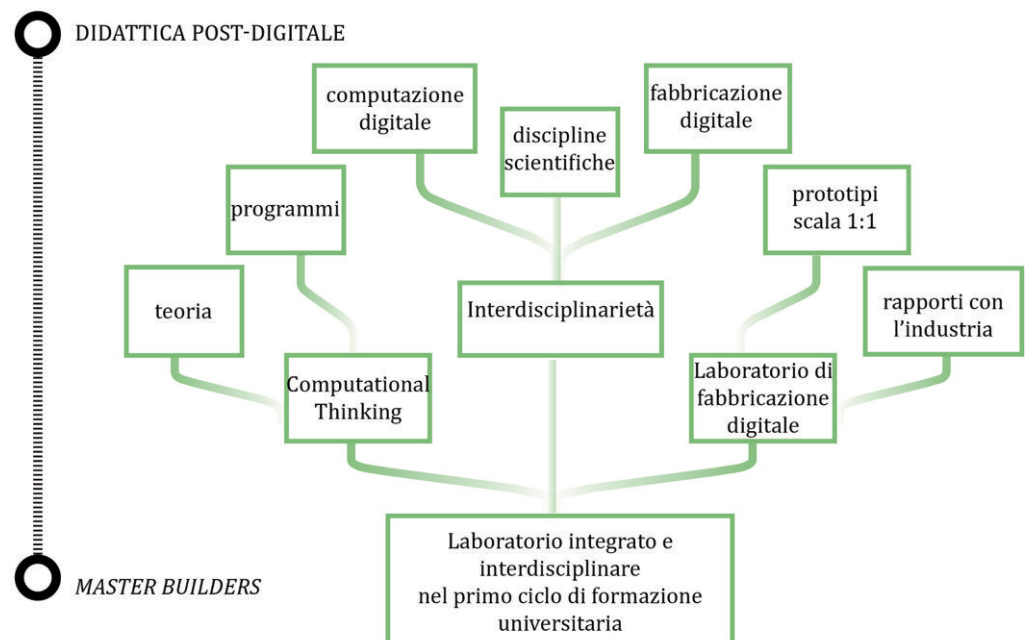 DIDATTICA POST-DIGITALE
computazione
digitale
discipline
scientifiche
fabbricazione
digitale
programmi
prototipi
scala 1:1
teoria
Interdisciplinarietà
rapporti con
l'industria
Computational
Thinking
Laboratorio di
fabbricazione
digitale
Laboratorio integrato e
interdisciplinare
nel primo ciclo di formazione
universitaria
MASTER BUILDERS